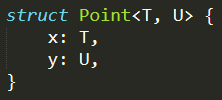 struct Point<T, U> {
    x: T,
    y: U,
}